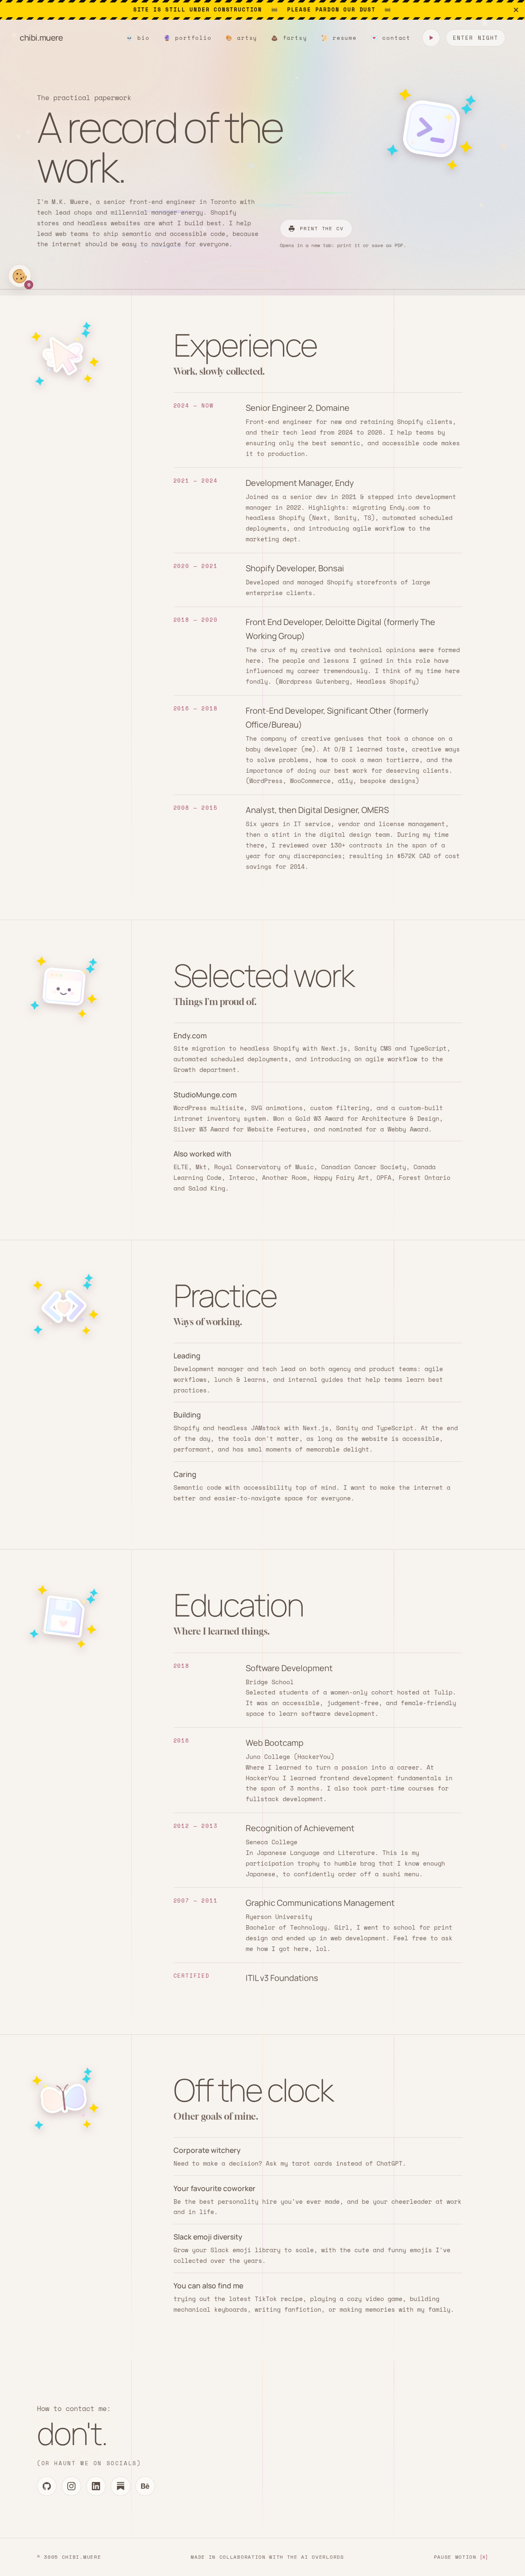 SITE IS STILL UNDER CONSTRUCTION PLEASE PARDON OUR DUST
chibi.muere
bio portfolio artsy fartsy resume contact ENTER NIGHT
The practical paperwork
A record of the
work.
I'm M.K. Muere, a senior front-end engineer in Toronto with
tech lead chops and millennial manager energy. Shopify
stores and headless websites are what I build best. I help
lead web teams to ship semantic and accessible code, because
the internet should be easy to navigate for everyone.
PRINT THE CV
Opens in a new tab: print it or save as PDF.
Experience
Work, slowly collected.
2024 — NOW
Senior Engineer 2, Domaine
Front-end engineer for new and retaining Shopify clients,
and their tech lead from 2024 to 2026. I help teams by
ensuring only the best semantic, and accessible code makes
it to production.
2021 — 2024
Development Manager, Endy
Joined as a senior dev in 2021 & stepped into development
manager in 2022. Highlights: migrating Endy.com to
headless Shopify (Next, Sanity, TS), automated scheduled
deployments, and introducing agile workflow to the
marketing dept.
2020 — 2021
Shopify Developer, Bonsai
Developed and managed Shopify storefronts of large
enterprise clients.
2018 — 2020
Front End Developer, Deloitte Digital (formerly The
Working Group)
The crux of my creative and technical opinions were formed
here. The people and lessons I gained in this role have
influenced my career tremendously. I think of my time here
fondly. (Wordpress Gutenberg, Headless Shopify)
2015 — 2018
Front-End Developer, Significant Other (formerly
Office/Bureau)
The company of creative geniuses that took a chance on a
baby developer (me). At O/B I learned taste, creative ways
to solve problems, how to cook a mean tortierre, and the
importance of doing our best work for deserving clients.
(WordPress, WooCommerce, a11y, bespoke designs)
2008 — 2015
Analyst, then Digital Designer, OMERS
Six years in IT service, vendor and license management,
then a stint in the digital design team. During my time
there, I reviewed over 130+ contracts in the span of a
year for any discrepancies; resulting in $672K CAD of cost
savings for 2014.
Selected work
Things I'm proud of.
Endy.com
Site migration to headless Shopify with Next.js, Sanity CMS and TypeScript,
automated scheduled deployments, and introducing an agile workflow to the
Growth department.
StudioMunge.com
WordPress multisite, SVG animations, custom filtering, and a custom-built
intranet inventory system. Won a Gold W3 Award for Architecture & Design,
Silver W3 Award for Website Features, and nominated for a Webby Award.
Also worked with
ELTE, Mkt, Royal Conservatory of Music, Canadian Cancer Society, Canada
Learning Code, Interac, Another Room, Happy Fairy Art, OPFA, Forest Ontario
and Salad King.
Practice
Ways of working.
Leading
Development manager and tech lead on both agency and product teams: agile
workflows, lunch & learns, and internal guides that help teams learn best
practices.
Building
Shopify and headless JAMstack with Next.js, Sanity and TypeScript. At the end
of the day, the tools don't matter, as long as the website is accessible,
performant, and has smol moments of memorable delight.
Caring
Semantic code with accessibility top of mind. I want to make the internet a
better and easier-to-navigate space for everyone.
Education
Where I learned things.
2018
Software Development
Bridge School
Selected students of a women-only cohort hosted at Tulip.
It was an accessible, judgement-free, and female-friendly
space to learn software development.
2015
Web Bootcamp
Juno College (HackerYou)
Where I learned to turn a passion into a career. At
HackerYou I learned frontend development fundamentals in
the span of 3 months. I also took part-time courses for
fullstack development.
2012 — 2013
Recognition of Achievement
Seneca College
In Japanese Language and Literature. This is my
participation trophy to humble brag that I know enough
Japanese, to confidently order off a sushi menu.
2007 — 2011
Graphic Communications Management
Ryerson University
Bachelor of Technology. Girl, I went to school for print
design and ended up in web development. Feel free to ask
me how I got here, lol.
CERTIFIED
ITIL v3 Foundations
Off the clock
Other goals of mine.
Corporate witchery
Need to make a decision? Ask my tarot cards instead of ChatGPT.
Your favourite coworker
Be the best personality hire you've ever made, and be your cheerleader at work
and in life.
Slack emoji diversity
Grow your Slack emoji library to scale, with the cute and funny emojis I've
collected over the years.
You can also find me
trying out the latest TikTok recipe, playing a cozy video game, building
mechanical keyboards, writing fanfiction, or making memories with my family.
How to contact me:
don't.
(OR HAUNT ME ON SOCIALS)
Bē
MADE IN COLLABORATION WITH THE AI OVERLORDS
PAUSE MOTION